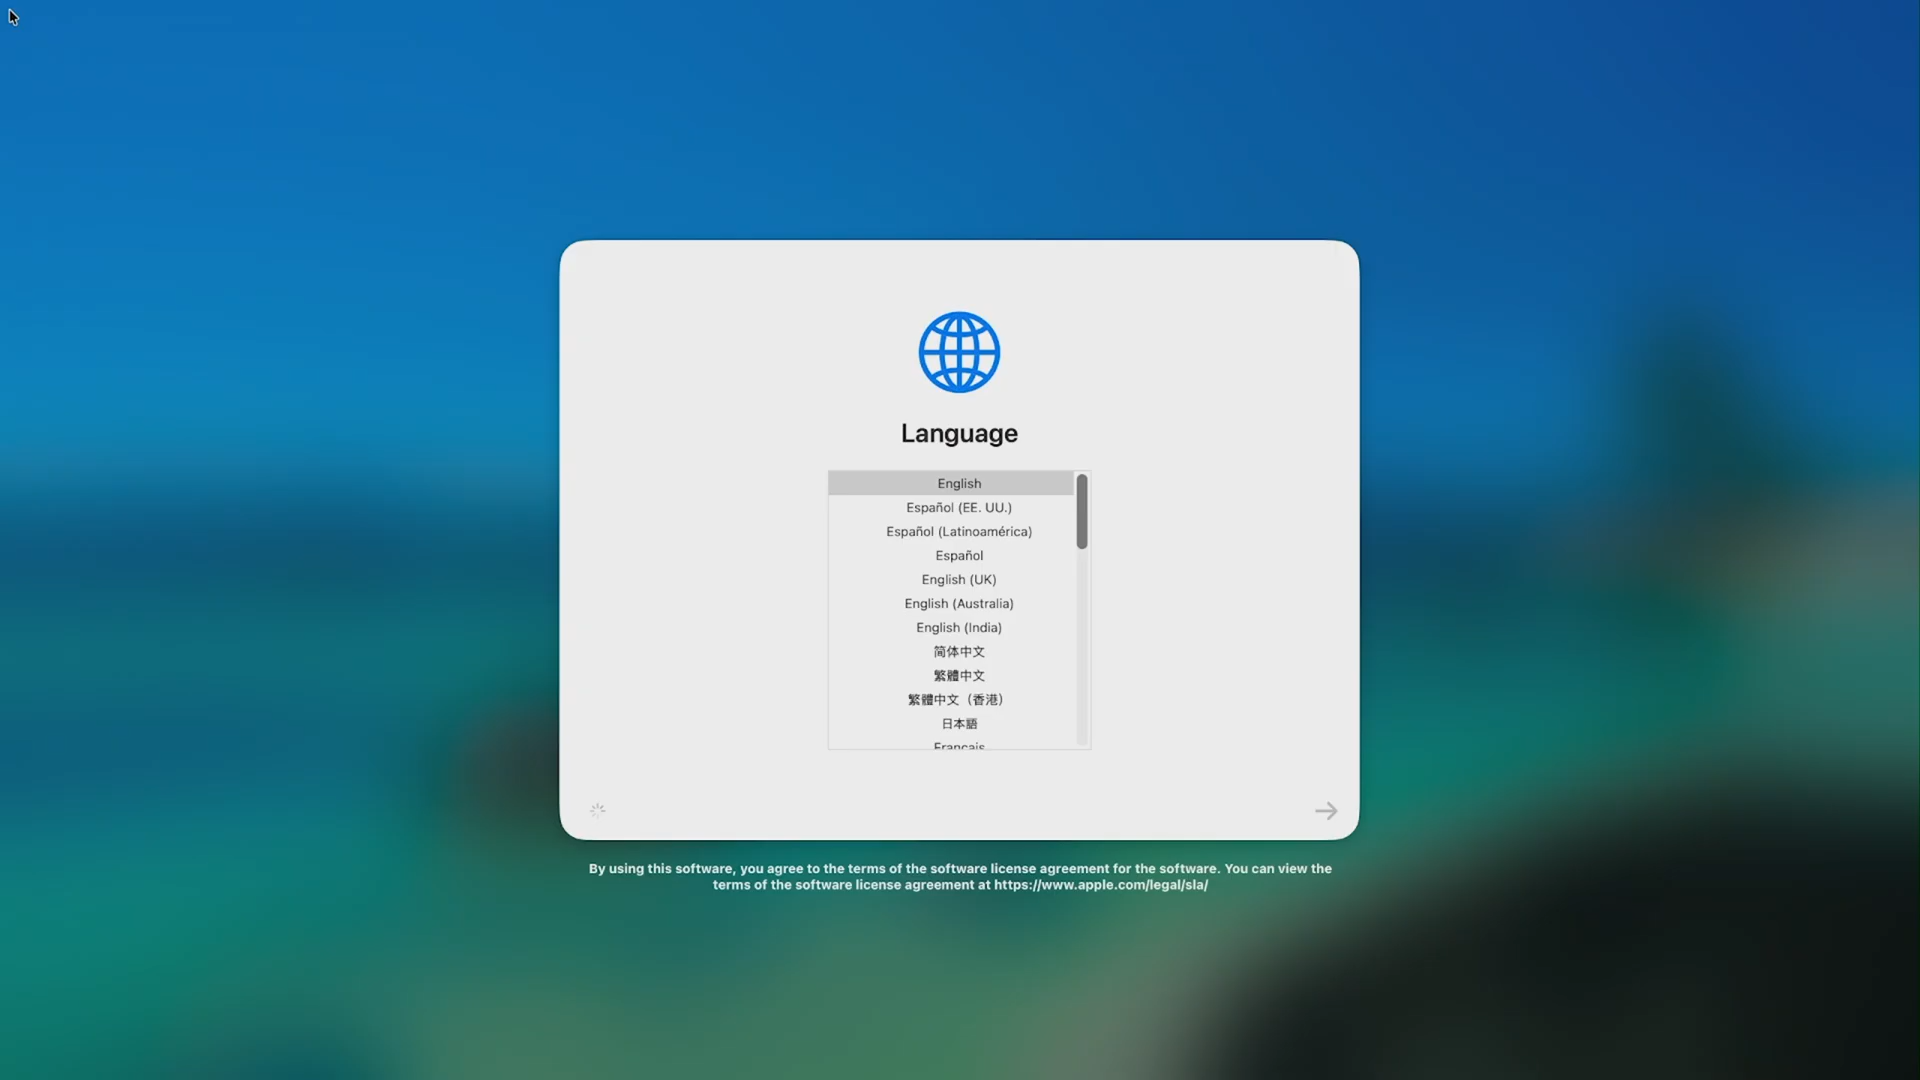 Language
English
Español (EE. UU.)
Español (Latinoamérica)
Español
English (UK)
English (Australia)
English (India)
简体中文
繁體中文
繁體中文（香港）
日本語
Français
By using this software, you agree to the terms of the software license agreement for the software. You can view the
terms of the software license agreement at https://www.apple.com/legal/sla/